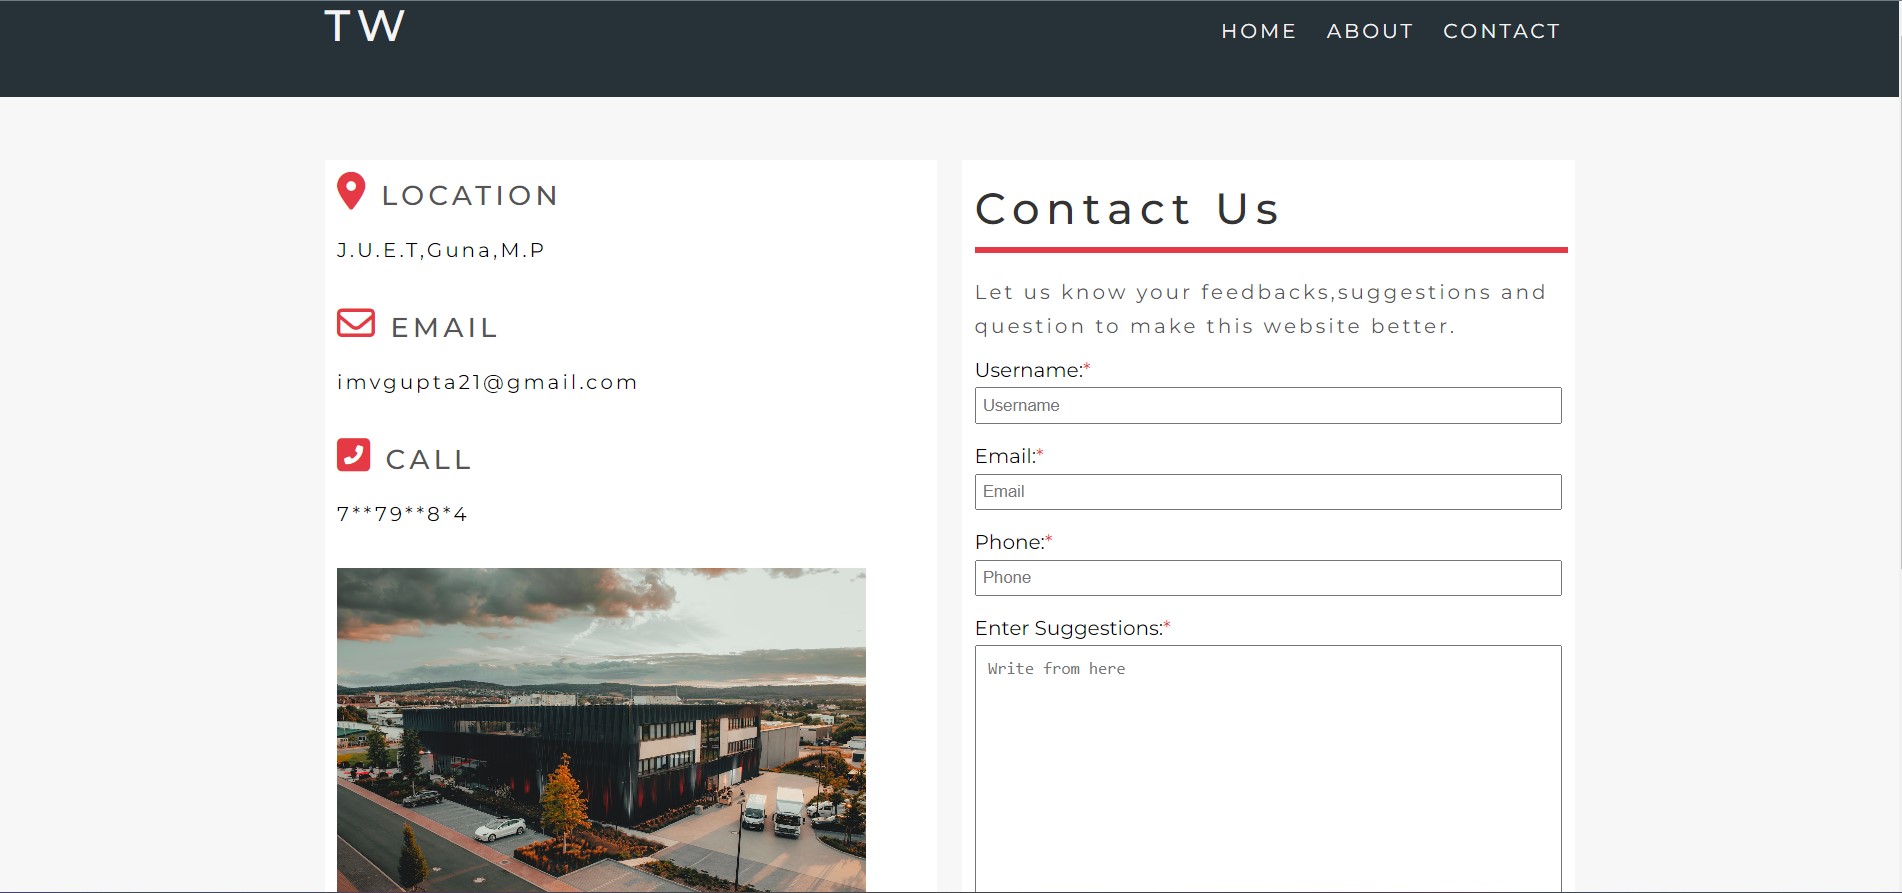 TW
HOME ABOUT CONTACT
LOCATION
J.U.E.T,Guna,M.P
EMAIL
imvgupta21@gmail.com
CALL
7**79**8*4
Contact Us
Let us know your feedbacks,suggestions and
question to make this website better.
Username:*
Username
Email:*
Email
Phone:*
Phone
Enter Suggestions:*
Write from here